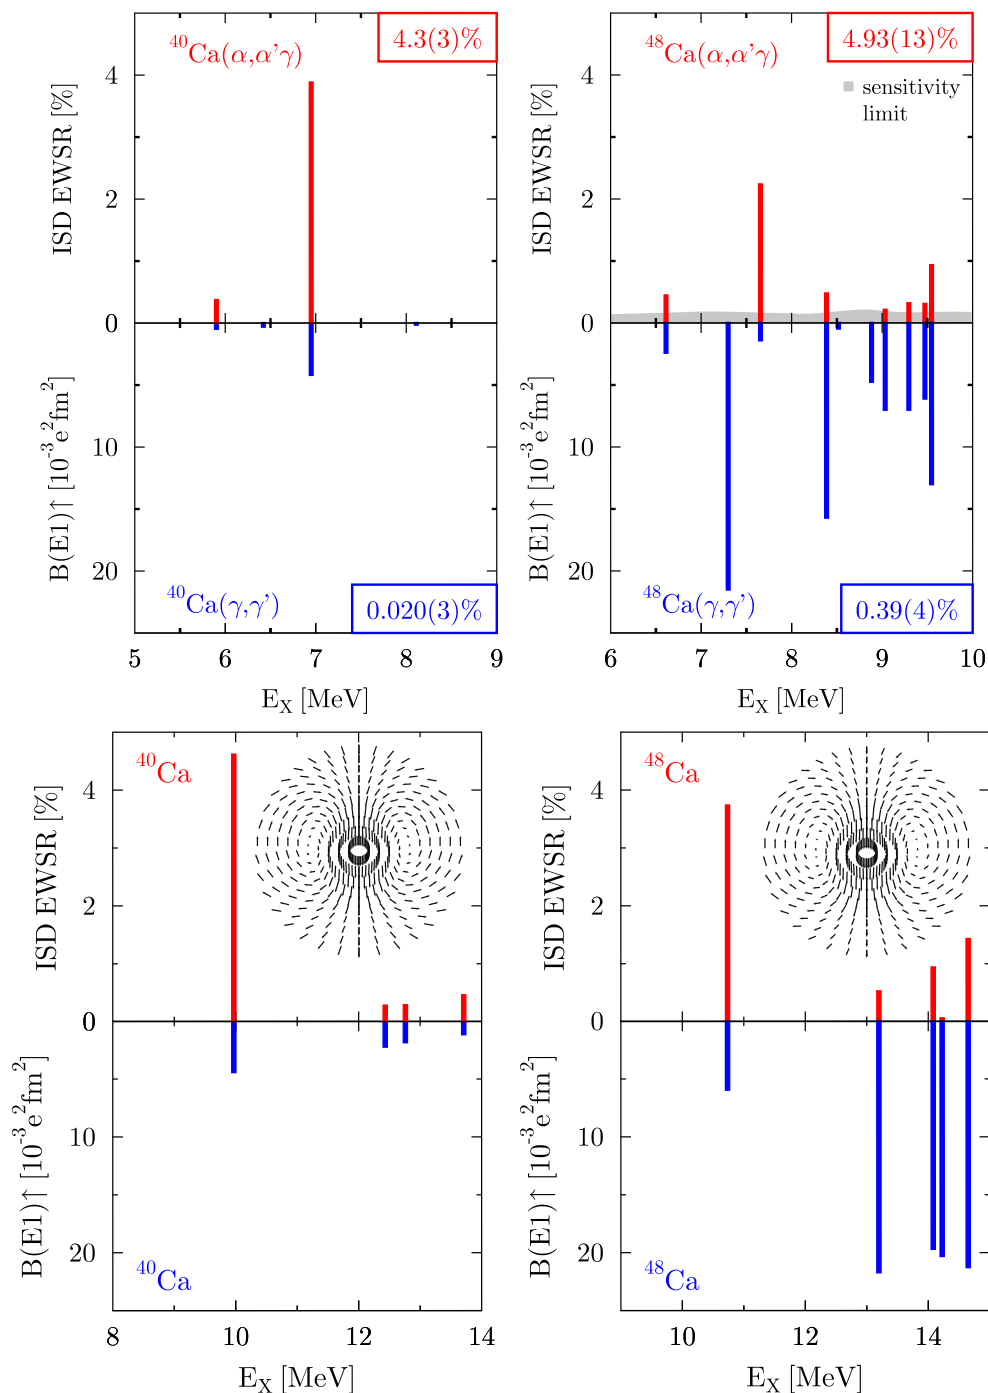 ⁴⁰Ca(α,α'γ)
4.3(3)%
ISD EWSR [%]
4
2
0
B(E1)↑ [10⁻³ e²fm²]
10
20
⁴⁰Ca(γ,γ')
0.020(3)%
5 6 7 8 9
E_X [MeV]
⁴⁸Ca(α,α'γ)
4.93(13)%
sensitivity
limit
ISD EWSR [%]
4
2
0
B(E1)↑ [10⁻³ e²fm²]
10
20
⁴⁸Ca(γ,γ')
0.39(4)%
6 7 8 9 10
E_X [MeV]
⁴⁰Ca
ISD EWSR [%]
4
2
0
B(E1)↑ [10⁻³ e²fm²]
10
20
⁴⁰Ca
8 10 12 14
E_X [MeV]
⁴⁸Ca
ISD EWSR [%]
4
2
0
B(E1)↑ [10⁻³ e²fm²]
10
20
⁴⁸Ca
10 12 14
E_X [MeV]